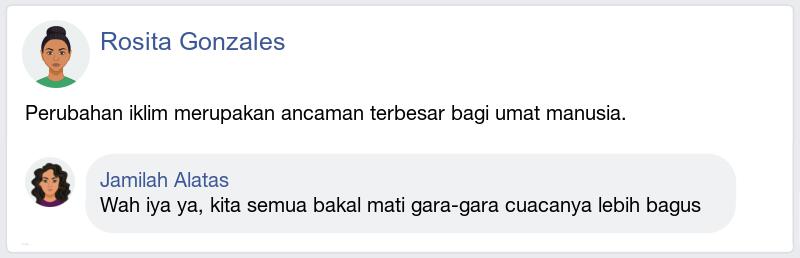 Rosita Gonzales
Perubahan iklim merupakan ancaman terbesar bagi umat manusia.
Jamilah Alatas
Wah iya ya, kita semua bakal mati gara-gara cuacanya lebih bagus